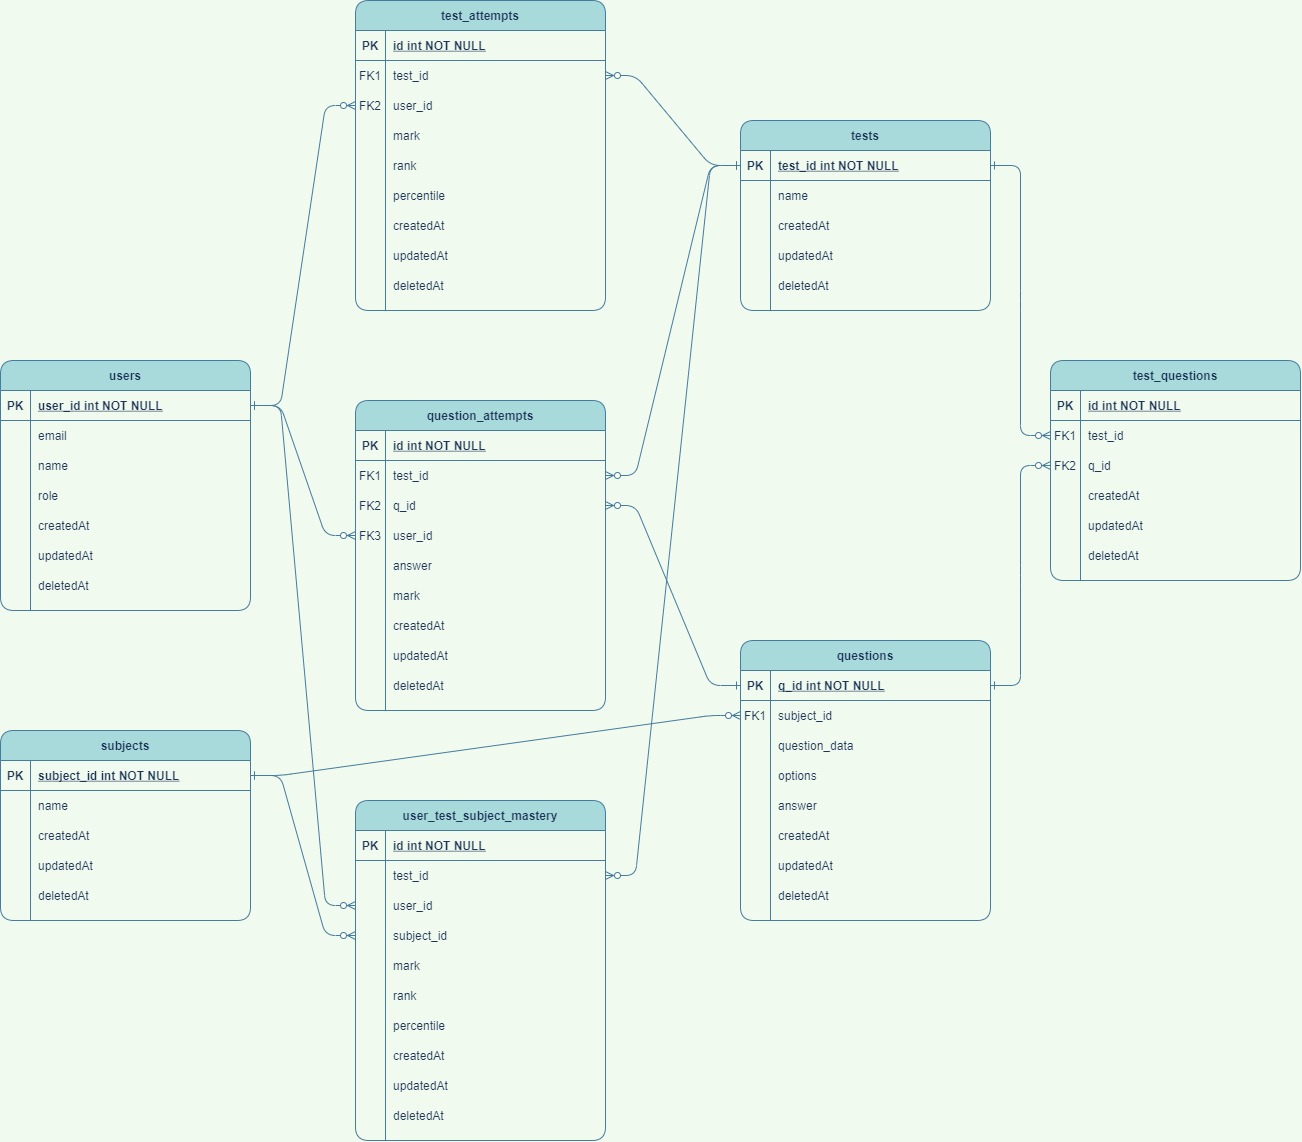 test_attempts
PK id int NOT NULL
FK1 test_id
FK2 user_id
mark
rank
percentile
createdAt
updatedAt
deletedAt
tests
PK test_id int NOT NULL
name
createdAt
updatedAt
deletedAt
users
PK user_id int NOT NULL
email
name
role
createdAt
updatedAt
deletedAt
question_attempts
PK id int NOT NULL
FK1 test_id
FK2 q_id
FK3 user_id
answer
mark
createdAt
updatedAt
deletedAt
test_questions
PK id int NOT NULL
FK1 test_id
FK2 q_id
createdAt
updatedAt
deletedAt
questions
PK q_id int NOT NULL
FK1 subject_id
question_data
options
answer
createdAt
updatedAt
deletedAt
subjects
PK subject_id int NOT NULL
name
createdAt
updatedAt
deletedAt
user_test_subject_mastery
PK id int NOT NULL
test_id
user_id
subject_id
mark
rank
percentile
createdAt
updatedAt
deletedAt